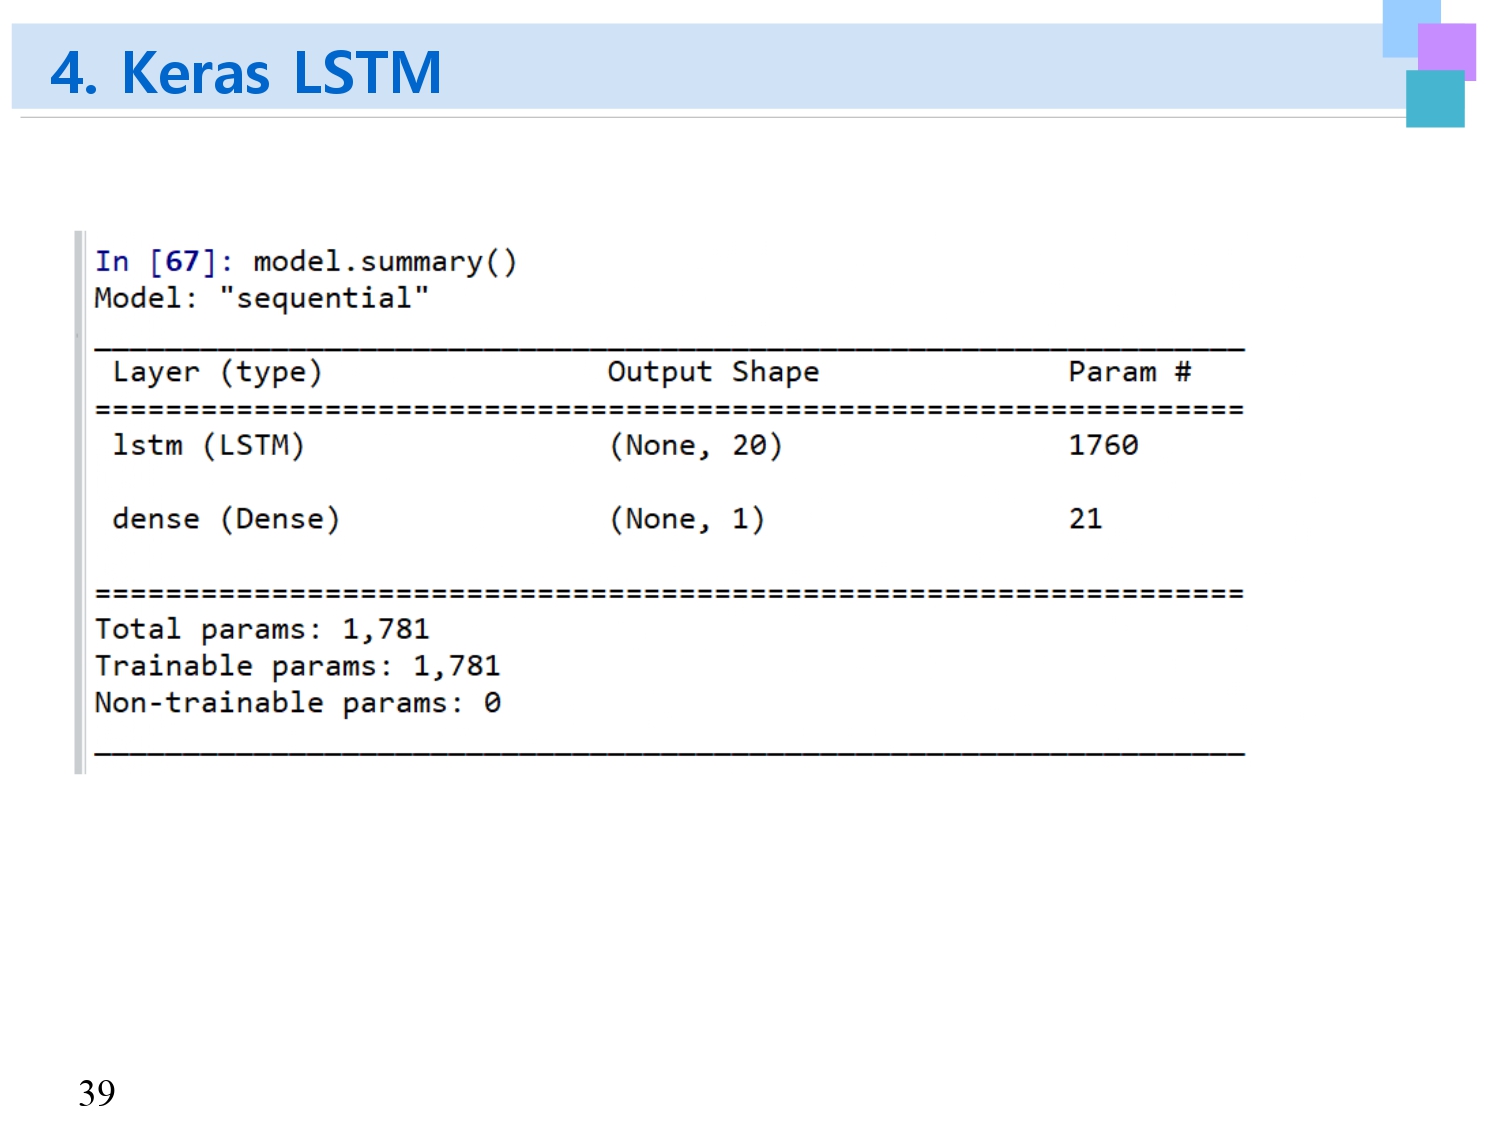 4. Keras LSTM
In [67]: model.summary()
Model: "sequential"
_________________________________________________________________
Layer (type) Output Shape Param #
=================================================================
lstm (LSTM) (None, 20) 1760
dense (Dense) (None, 1) 21
=================================================================
Total params: 1,781
Trainable params: 1,781
Non-trainable params: 0
_________________________________________________________________
39